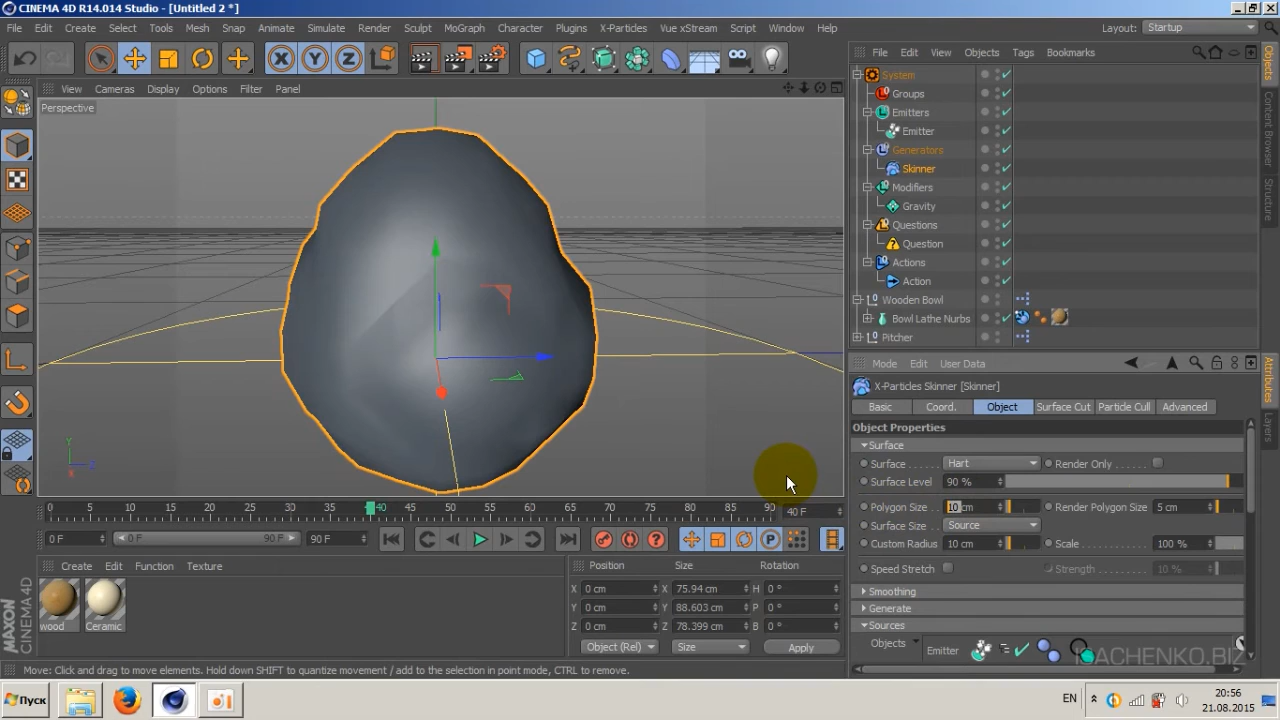 CINEMA 4D R14.014 Studio - [Untitled 2 *]
File Edit Create Select Tools Mesh Snap Animate Simulate Render Sculpt MoGraph Character Plugins X-Particles Vue xStream Script Window Help
Layout: Startup
File Edit View Objects Tags Bookmarks
View Cameras Display Options Filter Panel
Perspective
System
Groups
Emitters
Emitter
Generators
Skinner
Modifiers
Gravity
Questions
Question
Actions
Action
Wooden Bowl
Bowl Lathe Nurbs
Pitcher
Objects
Content Browser
Structure
Attributes
Layers
Mode Edit User Data
X-Particles Skinner [Skinner]
Basic Coord. Object Surface Cut Particle Cull Advanced
Object Properties
Surface
Surface Hart Render Only
Surface Level 90 %
Polygon Size 10 cm Render Polygon Size 5 cm
Surface Size Source
Custom Radius 10 cm Scale 100 %
Speed Stretch Strength 10 %
Smoothing
Generate
Sources
Objects Emitter
Y
Z
X
X Y Z
0 5 10 15 20 25 30 35 40 45 50 55 60 65 70 75 80 85 90 40 F
0 F 0 F 90 F 90 F
Create Edit Function Texture
wood Ceramic
Position Size Rotation
X 0 cm X 75.94 cm H 0 °
Y 0 cm Y 88.603 cm P 0 °
Z 0 cm Z 78.399 cm B 0 °
Object (Rel) Size Apply
MAXON
CINEMA 4D
Move: Click and drag to move elements. Hold down SHIFT to quantize movement / add to the selection in point mode, CTRL to remove.
Пуск
EN
20:56
21.08.2015